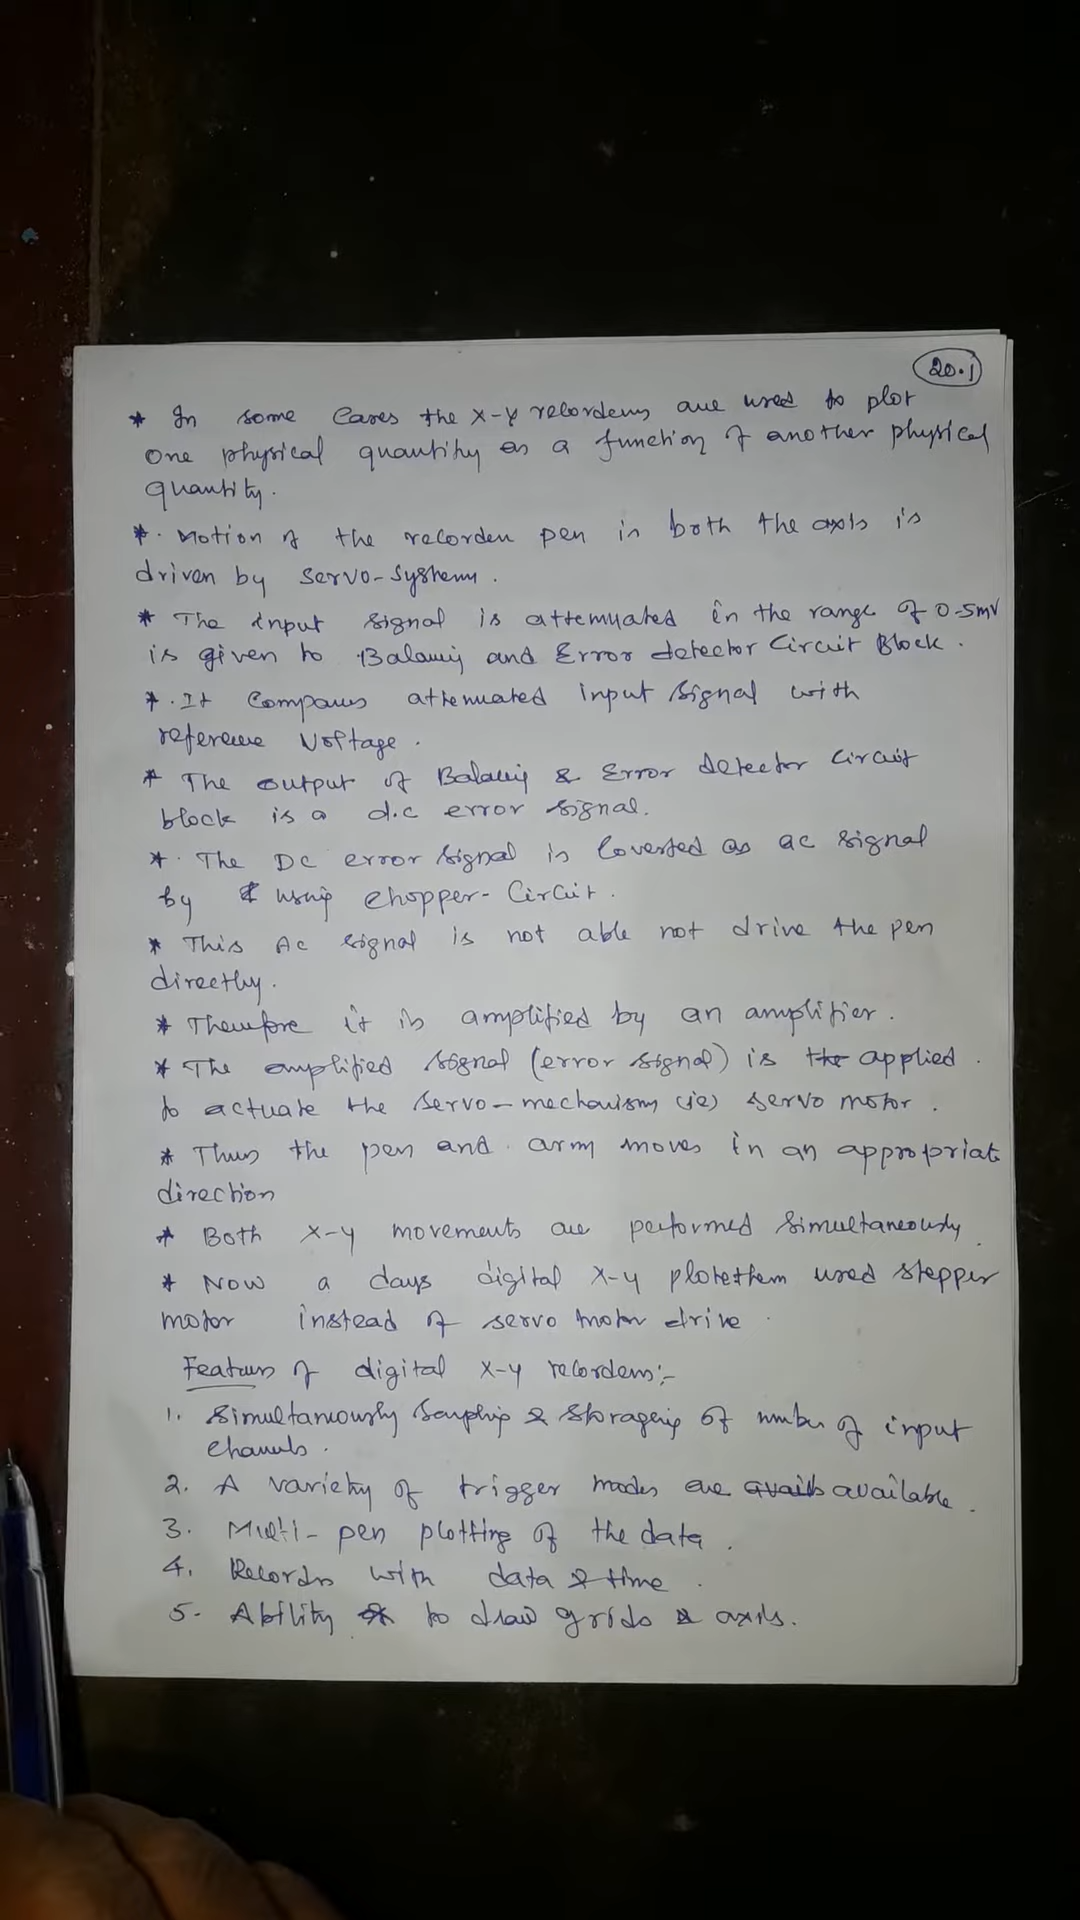 20.1
* In some Cases the X-Y recorders are used to plot
one physical quantity as a function of another physical
quantity.
*. Motion of the recorder pen in both the axis is
driven by servo-system.
* The input signal is attenuated in the range of 0-5mV
is given to Balancing and Error detector Circuit Block.
*. It Compares attenuated input signal with
reference Voltage.
* The output of Balancing & Error detector circuit
block is a d.c error signal.
*. The DC error signal is Coverted as ac signal
by using chopper-Circuit.
* This AC signal is not able not drive the pen
directly.
* Therefore it is amplified by an amplifier.
* The amplified signal (error signal) is the applied
to actuate the servo-mechanism (ie) servo motor.
* Thus the pen and arm moves in an appropriate
direction
* Both x-y movements are performed simultaneously.
* Now a days digital X-Y used stepper
motor instead of servo motor drive
Features of digital X-Y recorders:-
1. Simultaneously Sampling & Storageing of number of input
channels.
2. A variety of trigger modes are avails available.
3. Multi-pen plotting of the data.
4. Records with data & time.
5. Ability to draw grids & axis.